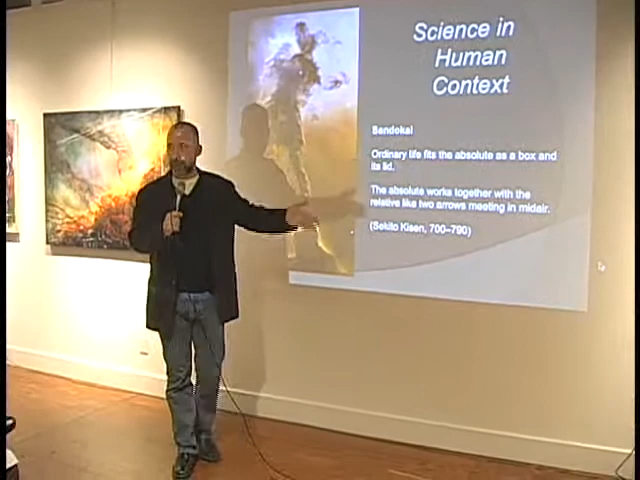 Science in
Human
Context
Sandokai
Ordinary life fits the absolute as a box and
its lid.
The absolute works together with the
relative like two arrows meeting in midair.
(Sekito Kisen, 700–790)